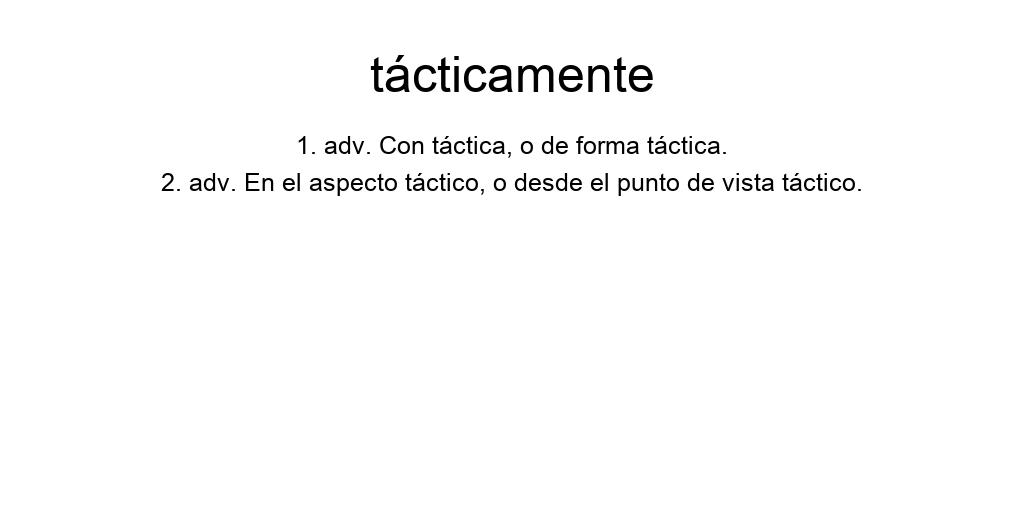 tácticamente
1. adv. Con táctica, o de forma táctica.
2. adv. En el aspecto táctico, o desde el punto de vista táctico.